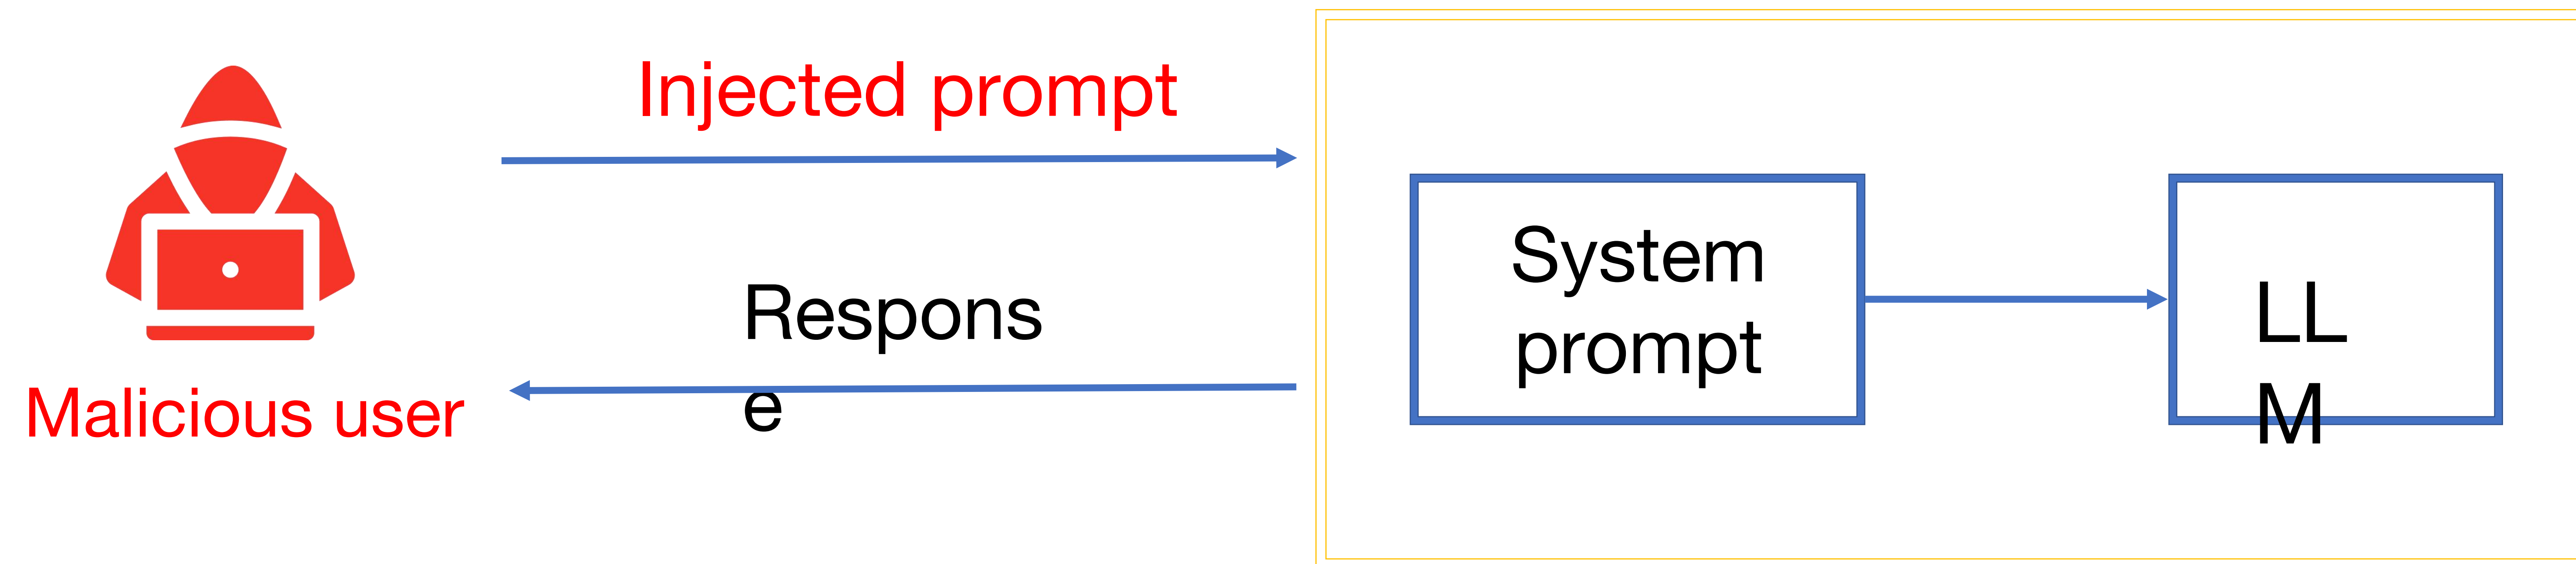 Injected prompt
Respons
e
Malicious user
System
prompt
LL
M